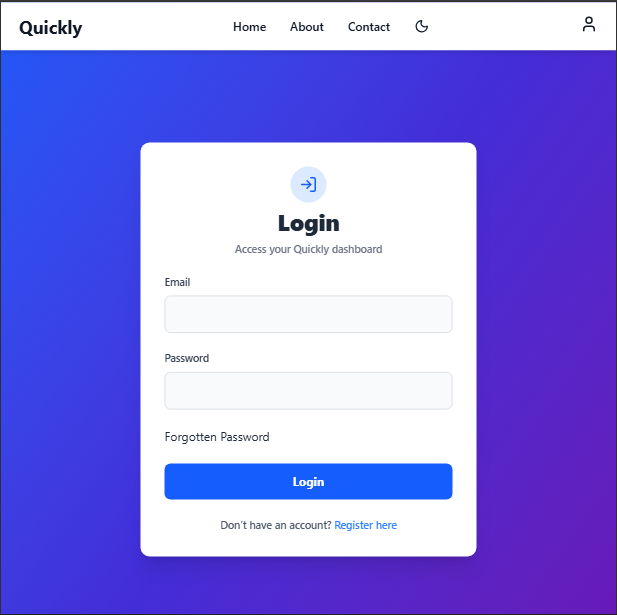 Quickly
Home About Contact
Login
Access your Quickly dashboard
Email
Password
Forgotten Password
Login
Don't have an account? Register here